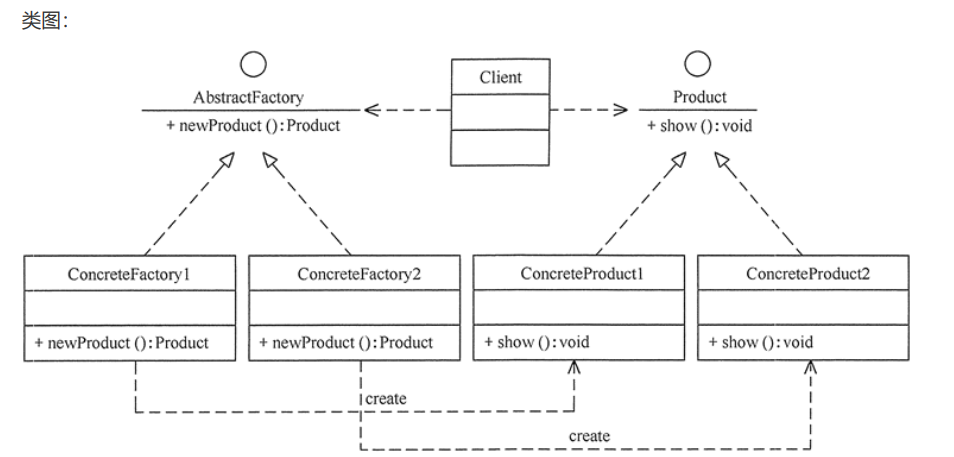 类图：
Client
AbstractFactory
Product
+ newProduct ():Product
+ show ():void
ConcreteFactory1
ConcreteFactory2
ConcreteProduct1
ConcreteProduct2
+ newProduct ():Product
+ newProduct ():Product
+ show ():void
+ show ():void
create
create